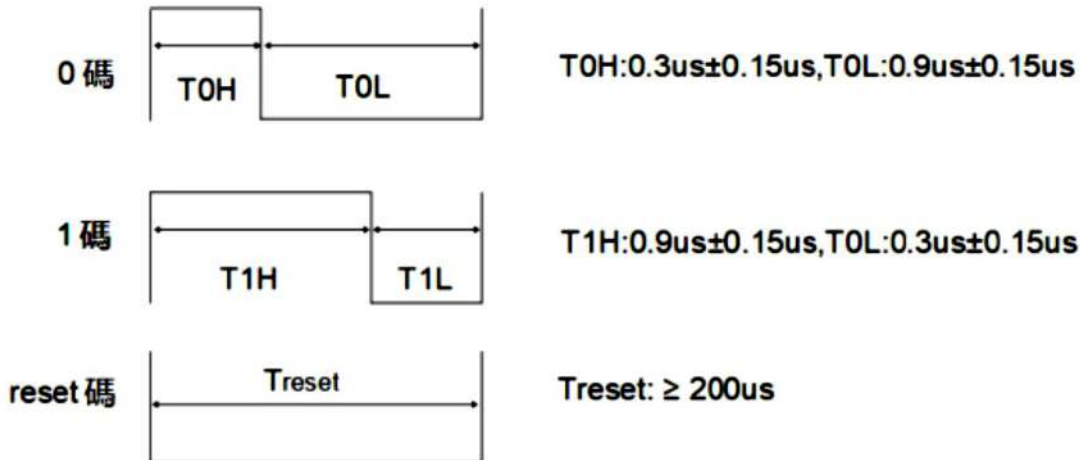 0 碼
T0H
T0L
T0H:0.3us±0.15us,T0L:0.9us±0.15us
1 碼
T1H
T1L
T1H:0.9us±0.15us,T0L:0.3us±0.15us
reset 碼
Treset
Treset: ≥ 200us